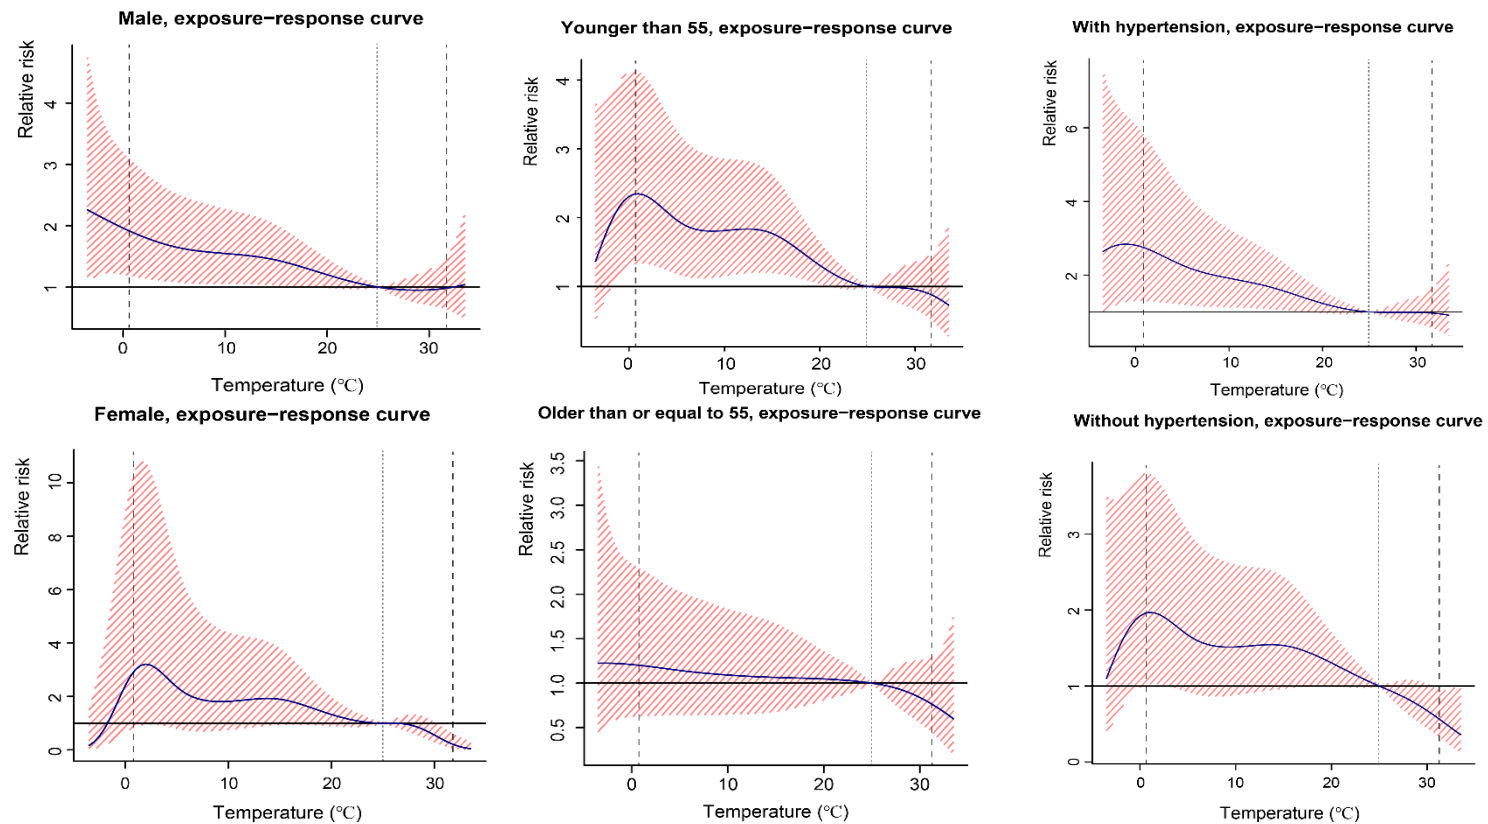 Male, exposure−response curve
Relative risk
4
3
2
1
0 10 20 30
Temperature (℃)
Younger than 55, exposure−response curve
Relative risk
4
3
2
1
0 10 20 30
Temperature (℃)
With hypertension, exposure−response curve
Relative risk
6
4
2
0 10 20 30
Temperature (℃)
Female, exposure−response curve
Relative risk
10
8
6
4
2
0
0 10 20 30
Temperature (℃)
Older than or equal to 55, exposure−response curve
Relative risk
3.5
3.0
2.5
2.0
1.5
1.0
0.5
0 10 20 30
Temperature (℃)
Without hypertension, exposure−response curve
Relative risk
3
2
1
0
0 10 20 30
Temperature (℃)